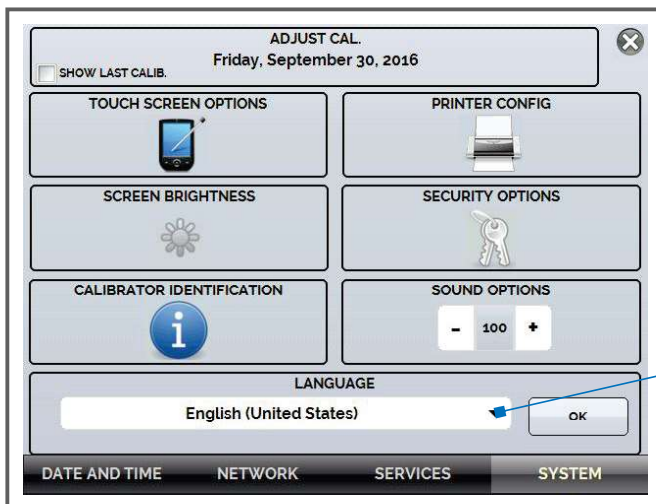 ADJUST CAL.
Friday, September 30, 2016
SHOW LAST CALIB.
TOUCH SCREEN OPTIONS
PRINTER CONFIG
SCREEN BRIGHTNESS
SECURITY OPTIONS
CALIBRATOR IDENTIFICATION
SOUND OPTIONS
- 100 +
LANGUAGE
English (United States)
OK
DATE AND TIME NETWORK SERVICES SYSTEM